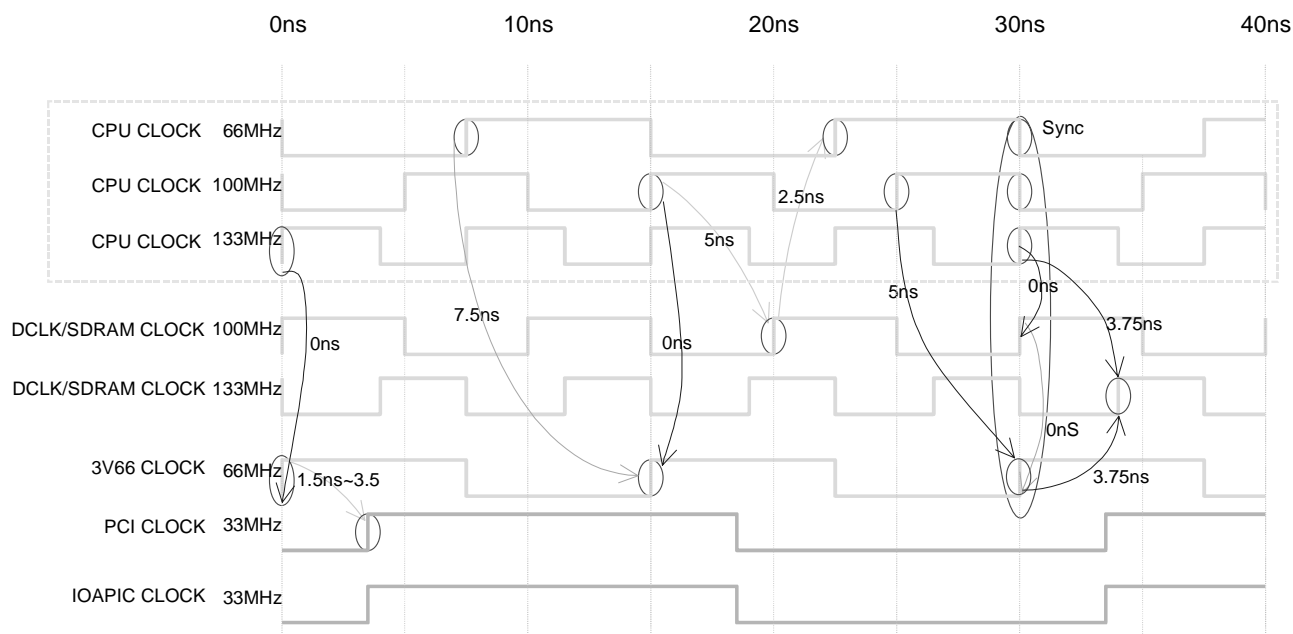 0ns 10ns 20ns 30ns 40ns
CPU CLOCK 66MHz Sync
CPU CLOCK 100MHz
2.5ns
CPU CLOCK 133MHz 5ns
5ns 0ns
7.5ns
DCLK/SDRAM CLOCK 100MHz 3.75ns
0ns 0ns
DCLK/SDRAM CLOCK 133MHz
0nS
3V66 CLOCK 66MHz
1.5ns~3.5 3.75ns
PCI CLOCK 33MHz
IOAPIC CLOCK 33MHz